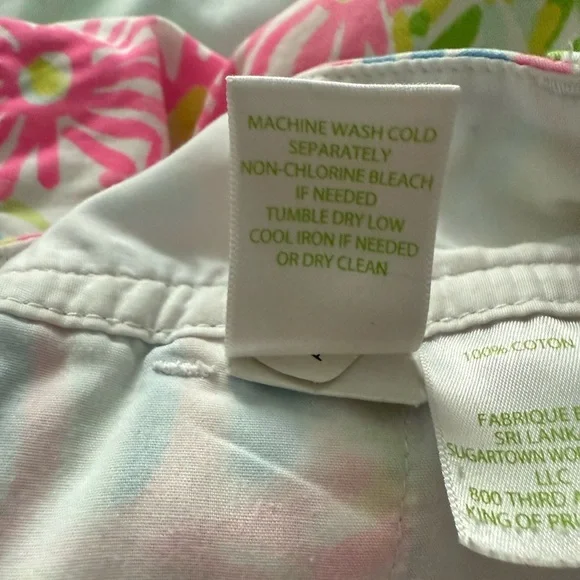 MACHINE WASH COLD
SEPARATELY
NON-CHLORINE BLEACH
IF NEEDED
TUMBLE DRY LOW
COOL IRON IF NEEDED
OR DRY CLEAN
100% COTON
FABRIQUE
SRI LANK
SUGARTOWN WO
LLC
800 THIRD
KING OF PR